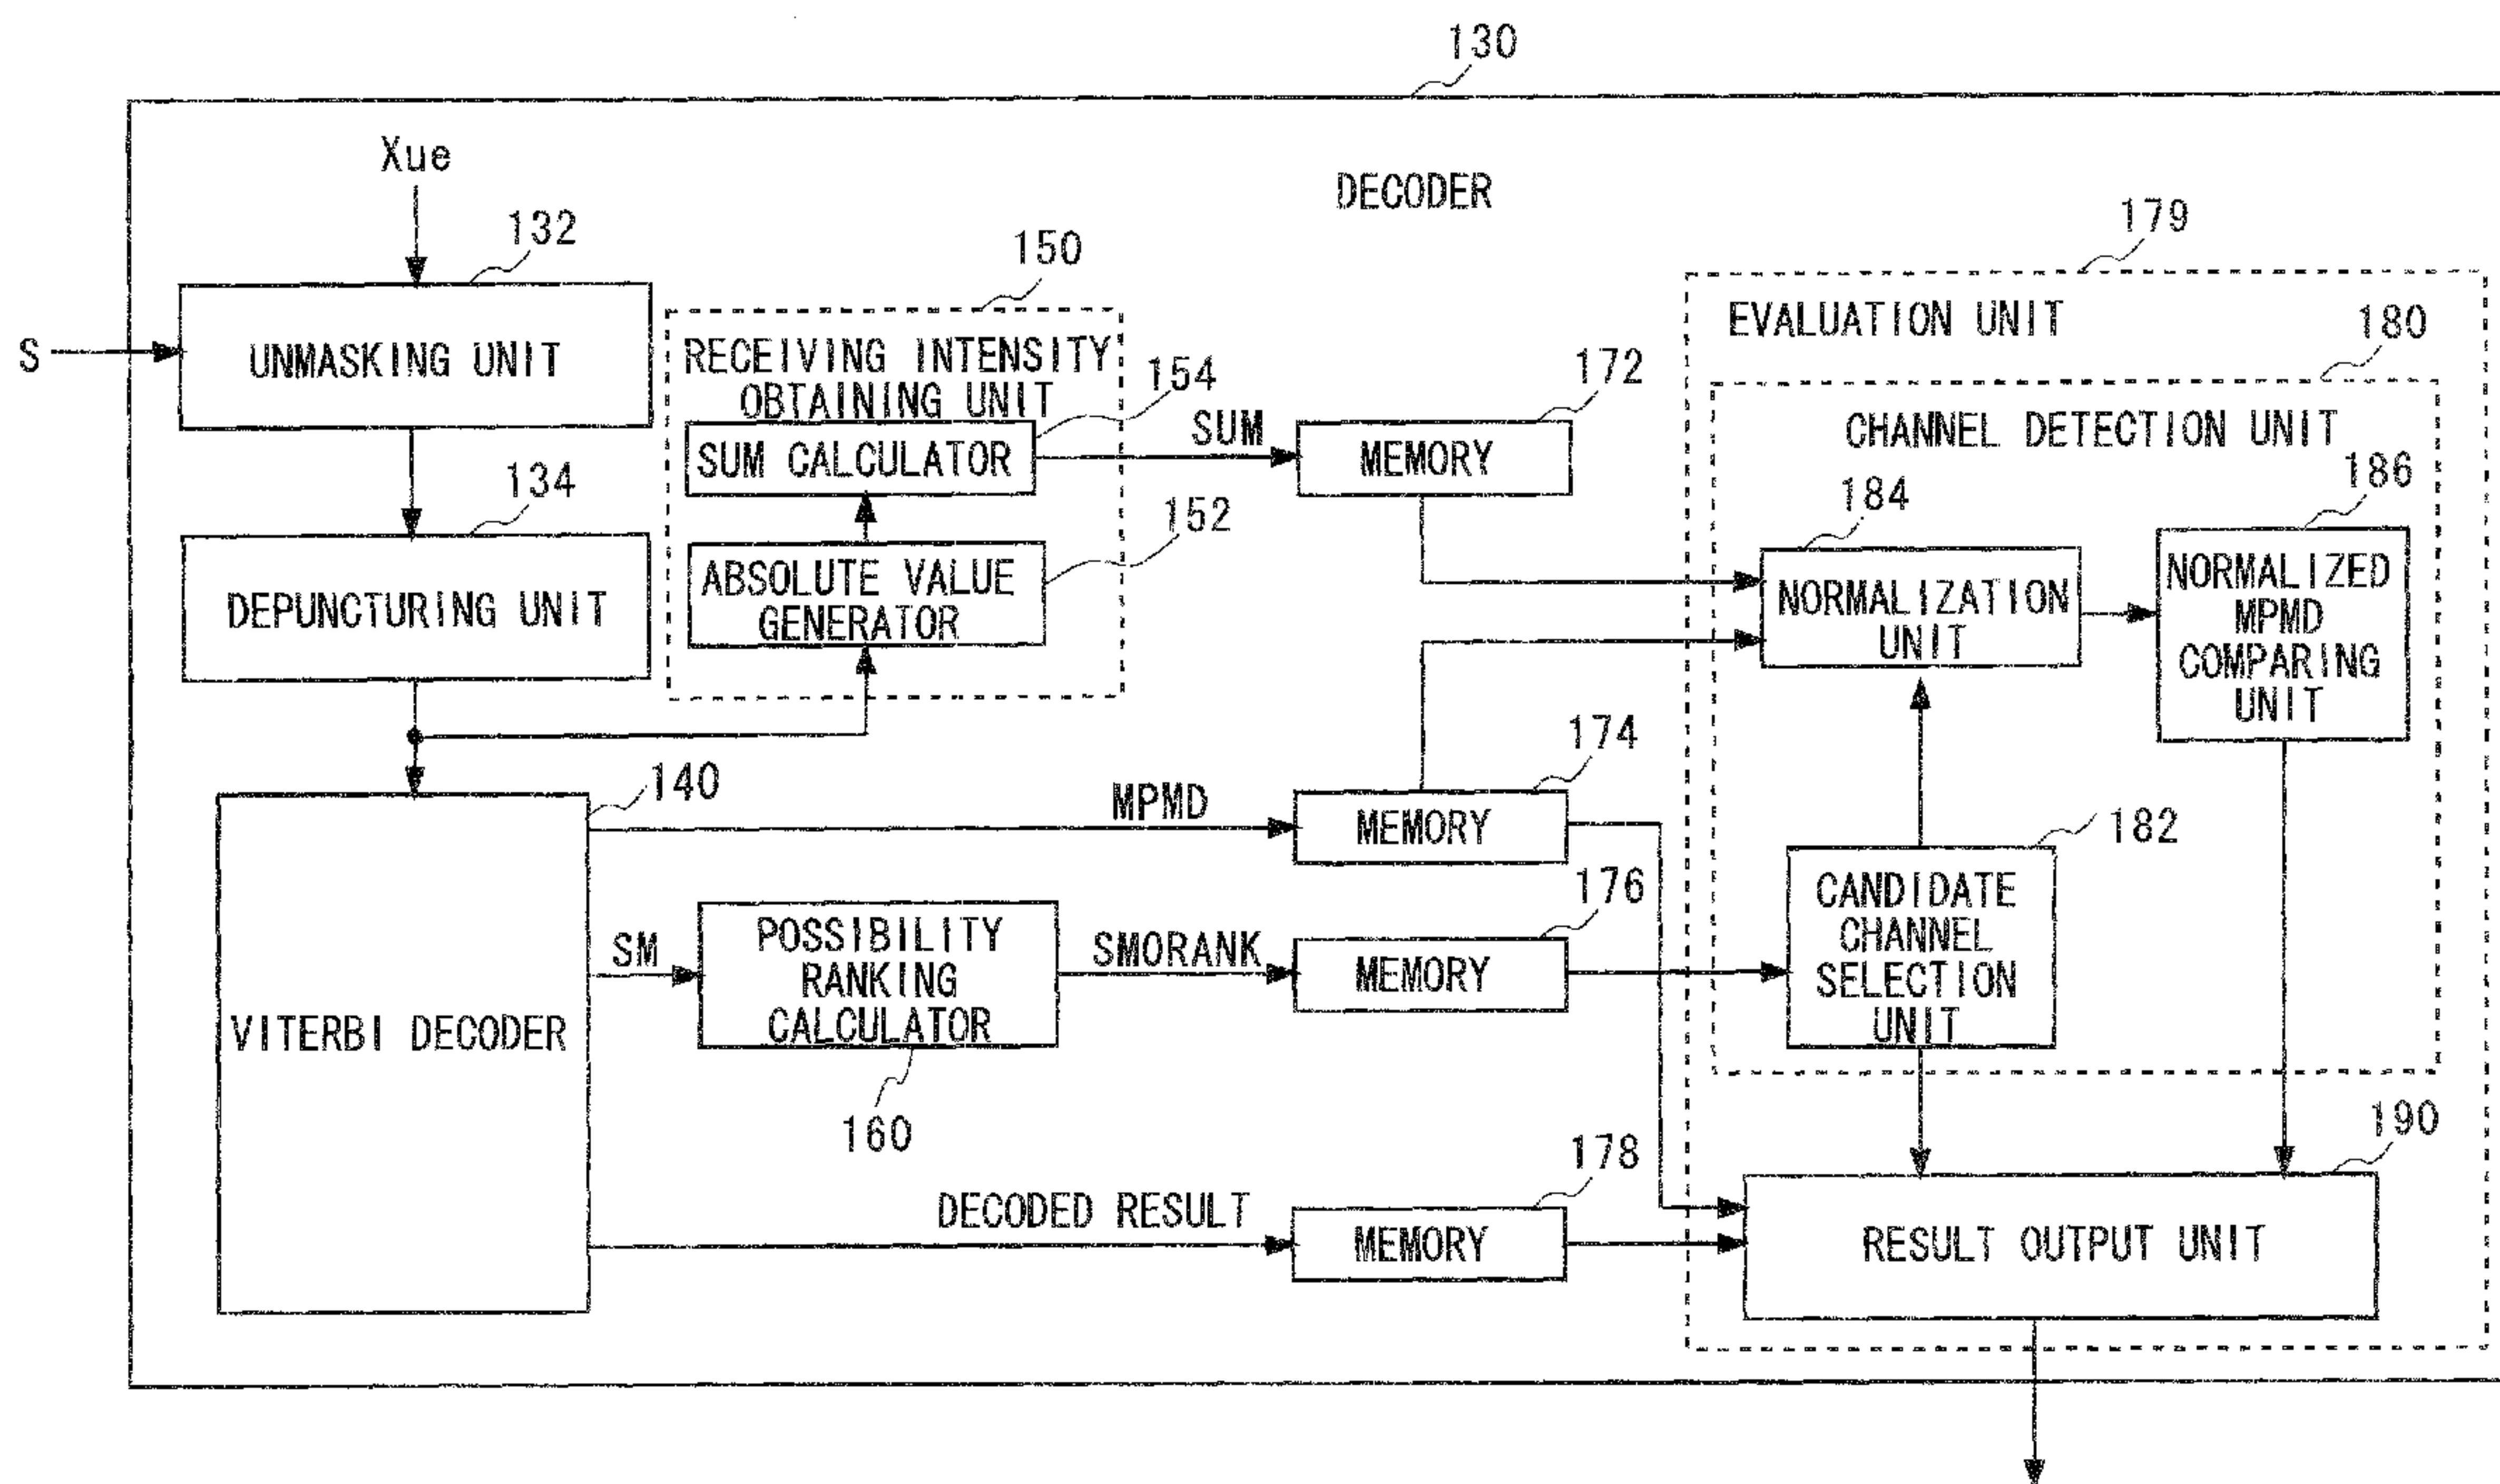 130
Xue
DECODER
132
150
179
S
UNMASKING UNIT
RECEIVING INTENSITY
OBTAINING UNIT
154
SUM CALCULATOR
SUM
172
MEMORY
EVALUATION UNIT
180
CHANNEL DETECTION UNIT
134
DEPUNCTURING UNIT
152
ABSOLUTE VALUE
GENERATOR
184
NORMALIZATION
UNIT
186
NORMALIZED
MPMD
COMPARING
UNIT
140
VITERBI DECODER
MPMD
174
MEMORY
182
CANDIDATE
CHANNEL
SELECTION
UNIT
SM
POSSIBILITY
RANKING
CALCULATOR
160
SMORANK
176
MEMORY
DECODED RESULT
178
MEMORY
190
RESULT OUTPUT UNIT